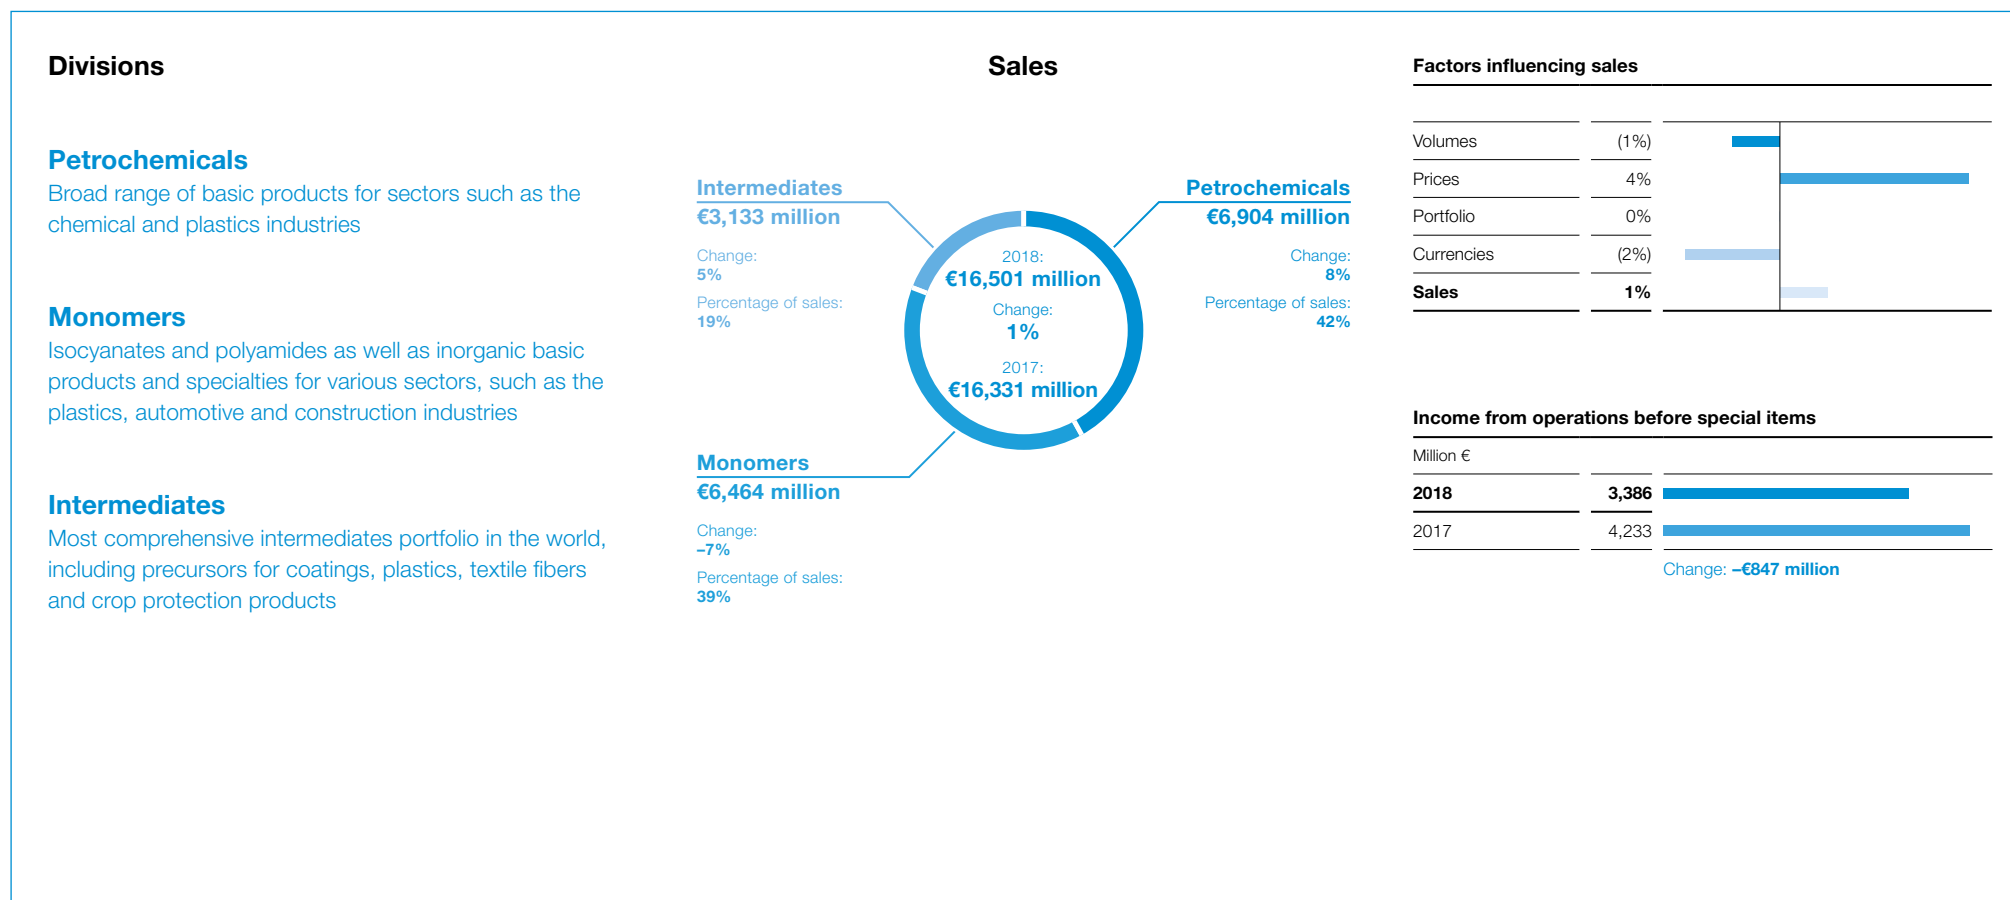 Divisions
Petrochemicals
Broad range of basic products for sectors such as the
chemical and plastics industries
Monomers
Isocyanates and polyamides as well as inorganic basic
products and specialties for various sectors, such as the
plastics, automotive and construction industries
Intermediates
Most comprehensive intermediates portfolio in the world,
including precursors for coatings, plastics, textile fibers
and crop protection products
Sales
Intermediates
€3,133 million
Change:
5%
Percentage of sales:
19%
Petrochemicals
€6,904 million
Change:
8%
Percentage of sales:
42%
2018:
€16,501 million
Change:
1%
2017:
€16,331 million
Monomers
€6,464 million
Change:
–7%
Percentage of sales:
39%
Factors influencing sales
Volumes (1%)
Prices 4%
Portfolio 0%
Currencies (2%)
Sales 1%
Income from operations before special items
Million €
2018 3,386
2017 4,233
Change: –€847 million